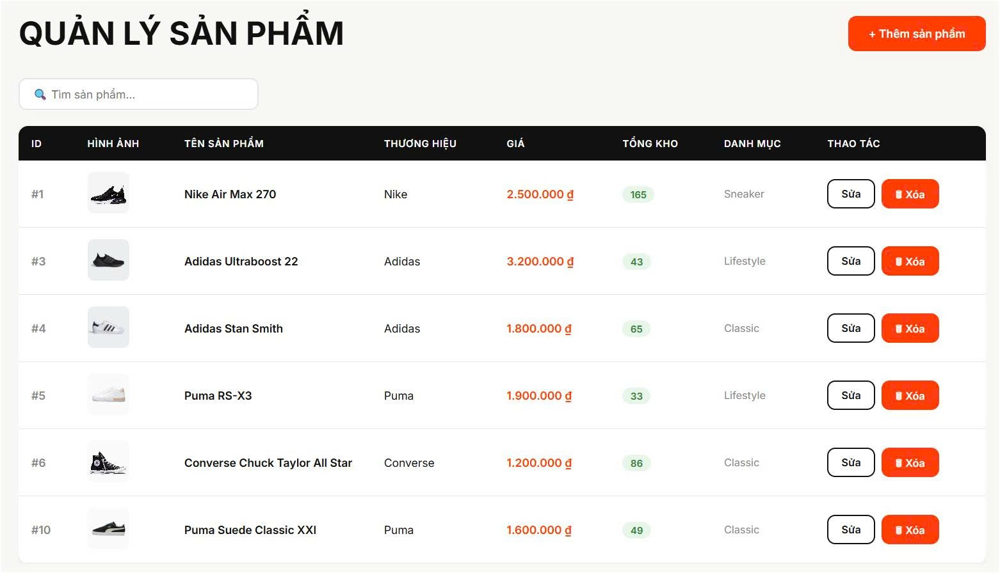 QUẢN LÝ SẢN PHẨM
+ Thêm sản phẩm
Tìm sản phẩm...
ID HÌNH ẢNH TÊN SẢN PHẨM THƯƠNG HIỆU GIÁ TỔNG KHO DANH MỤC THAO TÁC
#1 Nike Air Max 270 Nike 2.500.000 ₫ 165 Sneaker Sửa Xóa
#3 Adidas Ultraboost 22 Adidas 3.200.000 ₫ 43 Lifestyle Sửa Xóa
#4 Adidas Stan Smith Adidas 1.800.000 ₫ 65 Classic Sửa Xóa
#5 Puma RS-X3 Puma 1.900.000 ₫ 33 Lifestyle Sửa Xóa
#6 Converse Chuck Taylor All Star Converse 1.200.000 ₫ 86 Classic Sửa Xóa
#10 Puma Suede Classic XXI Puma 1.600.000 ₫ 49 Classic Sửa Xóa